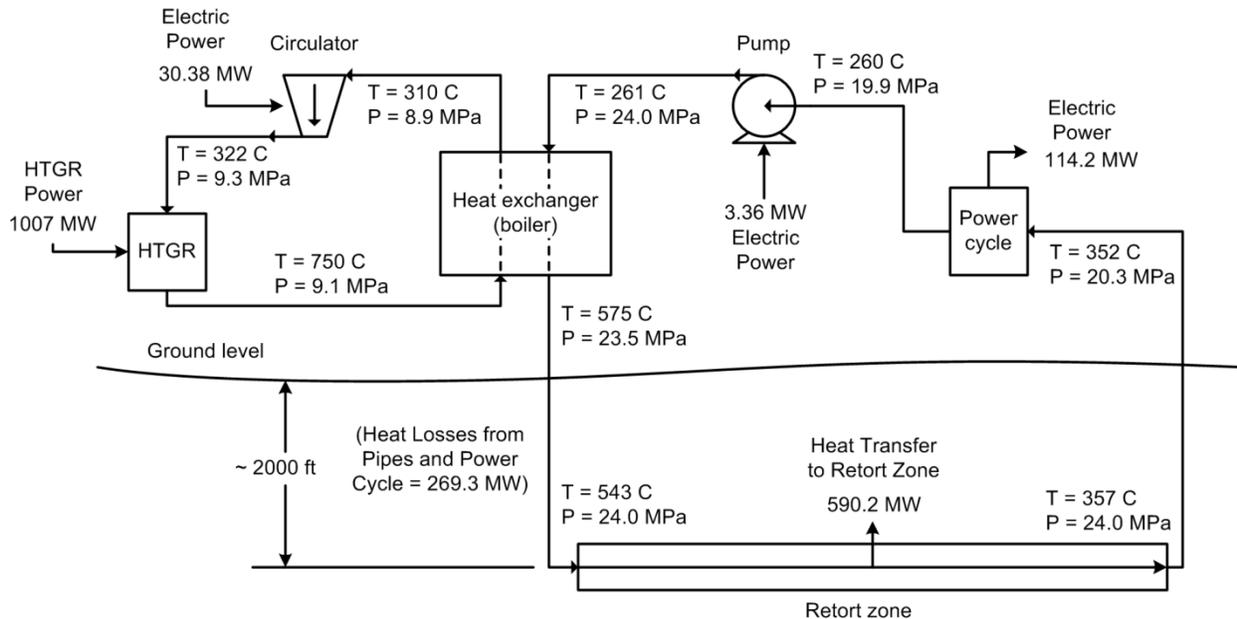 Electric
Power
30.38 MW
Circulator
T = 310 C
P = 8.9 MPa
T = 322 C
P = 9.3 MPa
HTGR
Power
1007 MW
HTGR
T = 750 C
P = 9.1 MPa
Heat exchanger
(boiler)
T = 261 C
P = 24.0 MPa
Pump
T = 260 C
P = 19.9 MPa
3.36 MW
Electric
Power
Electric
Power
114.2 MW
Power
cycle
T = 352 C
P = 20.3 MPa
T = 575 C
P = 23.5 MPa
Ground level
~ 2000 ft
(Heat Losses from
Pipes and Power
Cycle = 269.3 MW)
T = 543 C
P = 24.0 MPa
Heat Transfer
to Retort Zone
590.2 MW
T = 357 C
P = 24.0 MPa
Retort zone